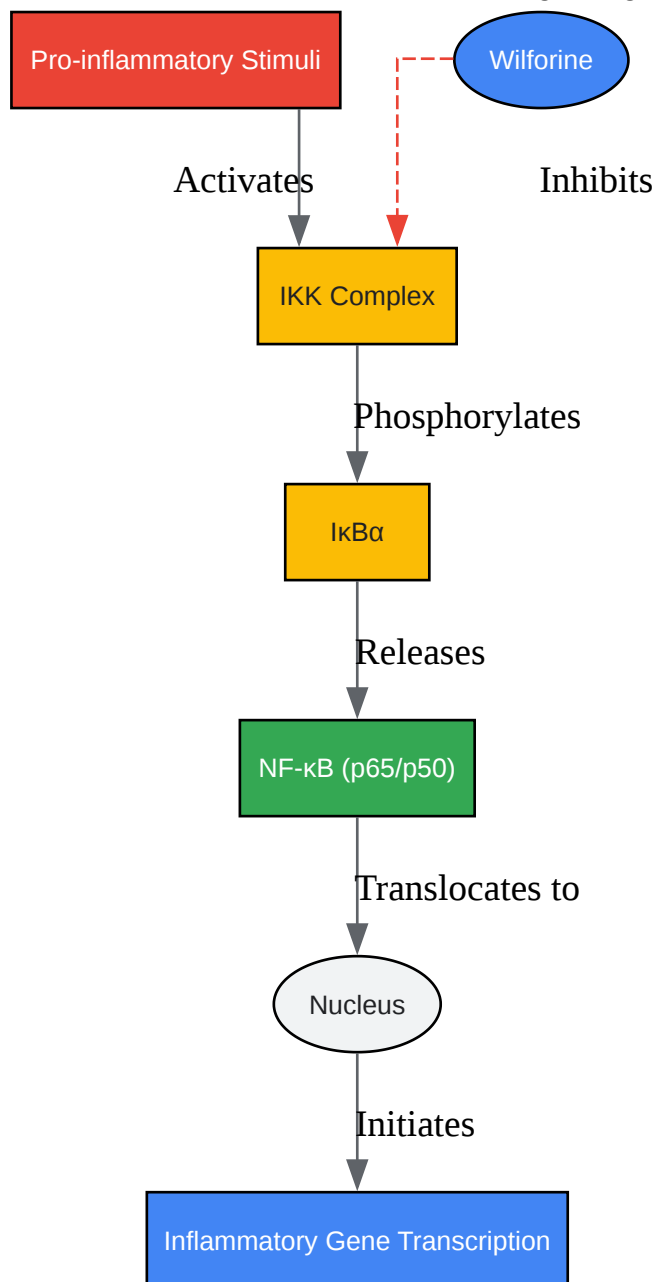 Pro-inflammatory Stimuli
Wilforine
Activates
Inhibits
IKK Complex
Phosphorylates
IκBα
Releases
NF-κB (p65/p50)
Translocates to
Nucleus
Initiates
Inflammatory Gene Transcription